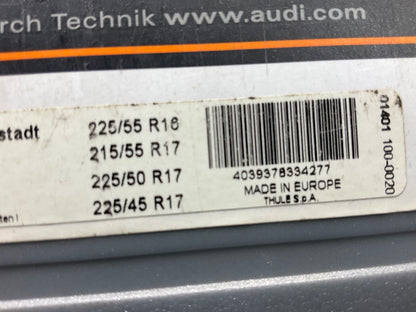 rch Technik www.audi.com
stadt
225/55 R16
215/55 R17
225/50 R17
225/45 R17
ten!
4039378334277
MADE IN EUROPE
THULE S.p.A.
01401 100-0020